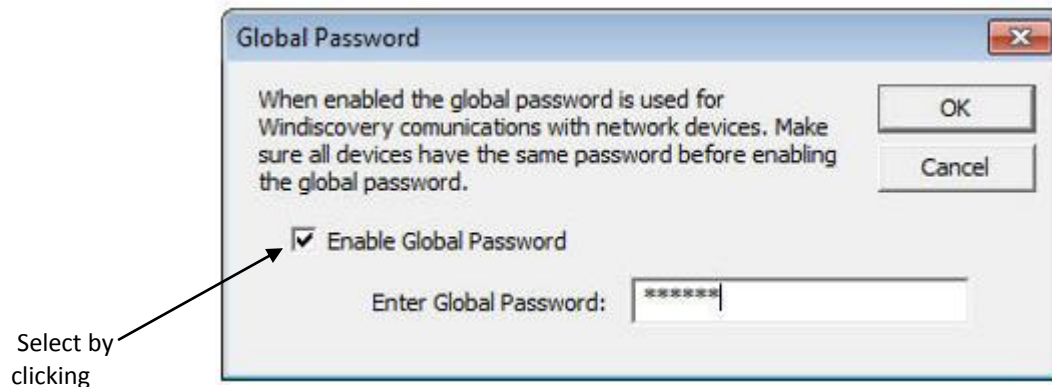 Global Password
When enabled the global password is used for
Windiscovery comunications with network devices. Make
sure all devices have the same password before enabling
the global password.
OK
Cancel
Enable Global Password
Enter Global Password: ******
Select by
clicking